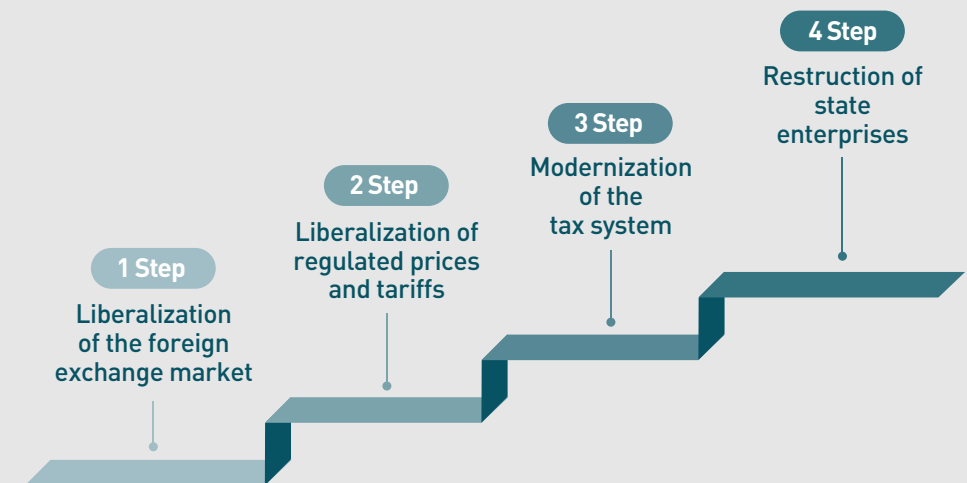 1 Step
Liberalization
of the foreign
exchange market
2 Step
Liberalization of
regulated prices
and tariffs
3 Step
Modernization
of the
tax system
4 Step
Restruction of
state
enterprises